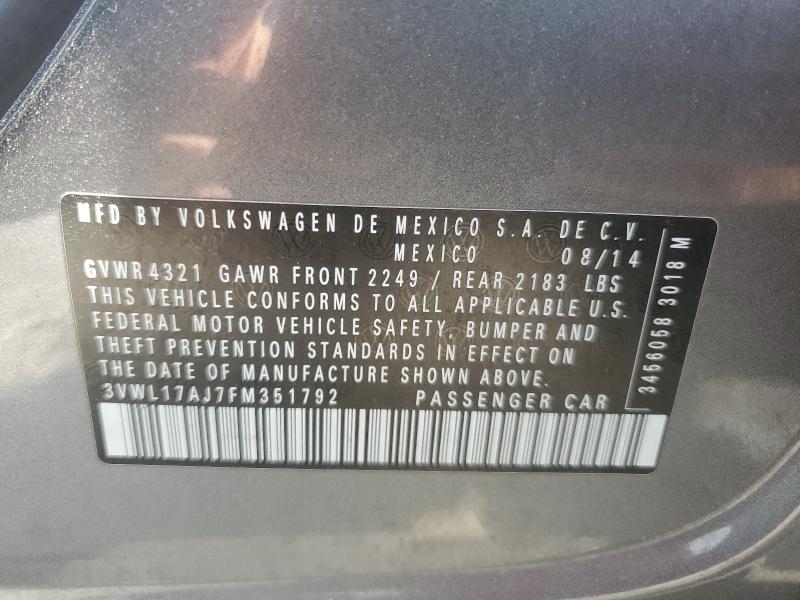 MFD BY VOLKSWAGEN DE MEXICO S.A. DE C.V.
MEXICO 08/14
GVWR 4321 GAWR FRONT 2249 / REAR 2183 LBS
THIS VEHICLE CONFORMS TO ALL APPLICABLE U.S.
FEDERAL MOTOR VEHICLE SAFETY, BUMPER AND
THEFT PREVENTION STANDARDS IN EFFECT ON
THE DATE OF MANUFACTURE SHOWN ABOVE.
3VWL17AJ7FM351792 PASSENGER CAR
3456058 3018 M